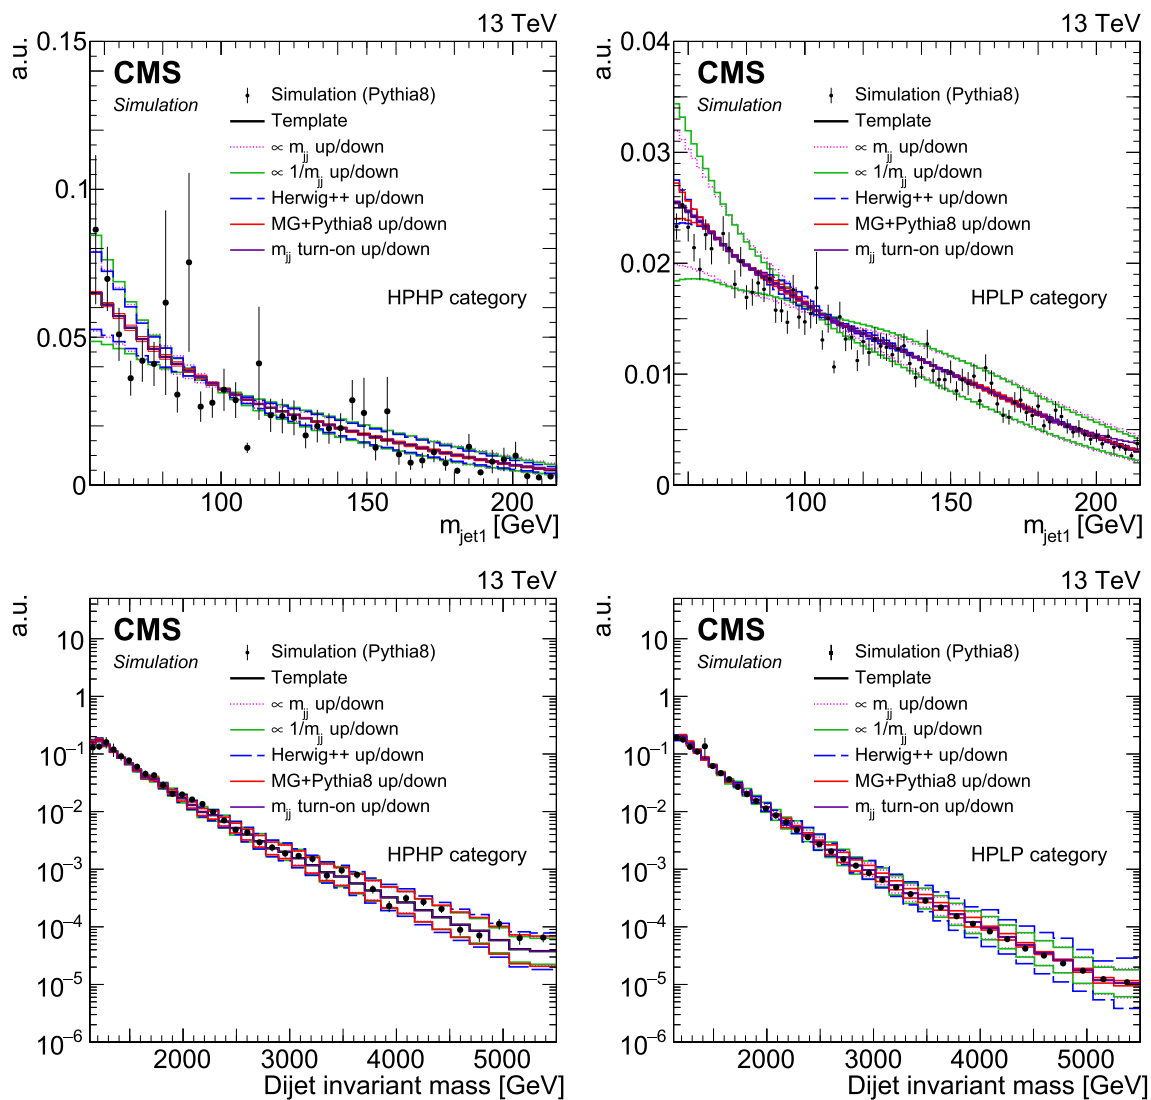 13 TeV
a.u.
0.15
0.1
0.05
0
CMS
Simulation
Simulation (Pythia8)
Template
∝ m_jj up/down
∝ 1/m_jj up/down
Herwig++ up/down
MG+Pythia8 up/down
m_jj turn-on up/down
HPHP category
100 150 200
m_jet1 [GeV]
13 TeV
a.u.
0.04
0.03
0.02
0.01
0
CMS
Simulation
Simulation (Pythia8)
Template
∝ m_jj up/down
∝ 1/m_jj up/down
Herwig++ up/down
MG+Pythia8 up/down
m_jj turn-on up/down
HPLP category
100 150 200
m_jet1 [GeV]
13 TeV
a.u.
10
1
10⁻¹
10⁻²
10⁻³
10⁻⁴
10⁻⁵
10⁻⁶
CMS
Simulation
Simulation (Pythia8)
Template
∝ m_jj up/down
∝ 1/m_jj up/down
Herwig++ up/down
MG+Pythia8 up/down
m_jj turn-on up/down
HPHP category
2000 3000 4000 5000
Dijet invariant mass [GeV]
13 TeV
a.u.
10
1
10⁻¹
10⁻²
10⁻³
10⁻⁴
10⁻⁵
10⁻⁶
CMS
Simulation
Simulation (Pythia8)
Template
∝ m_jj up/down
∝ 1/m_jj up/down
Herwig++ up/down
MG+Pythia8 up/down
m_jj turn-on up/down
HPLP category
2000 3000 4000 5000
Dijet invariant mass [GeV]